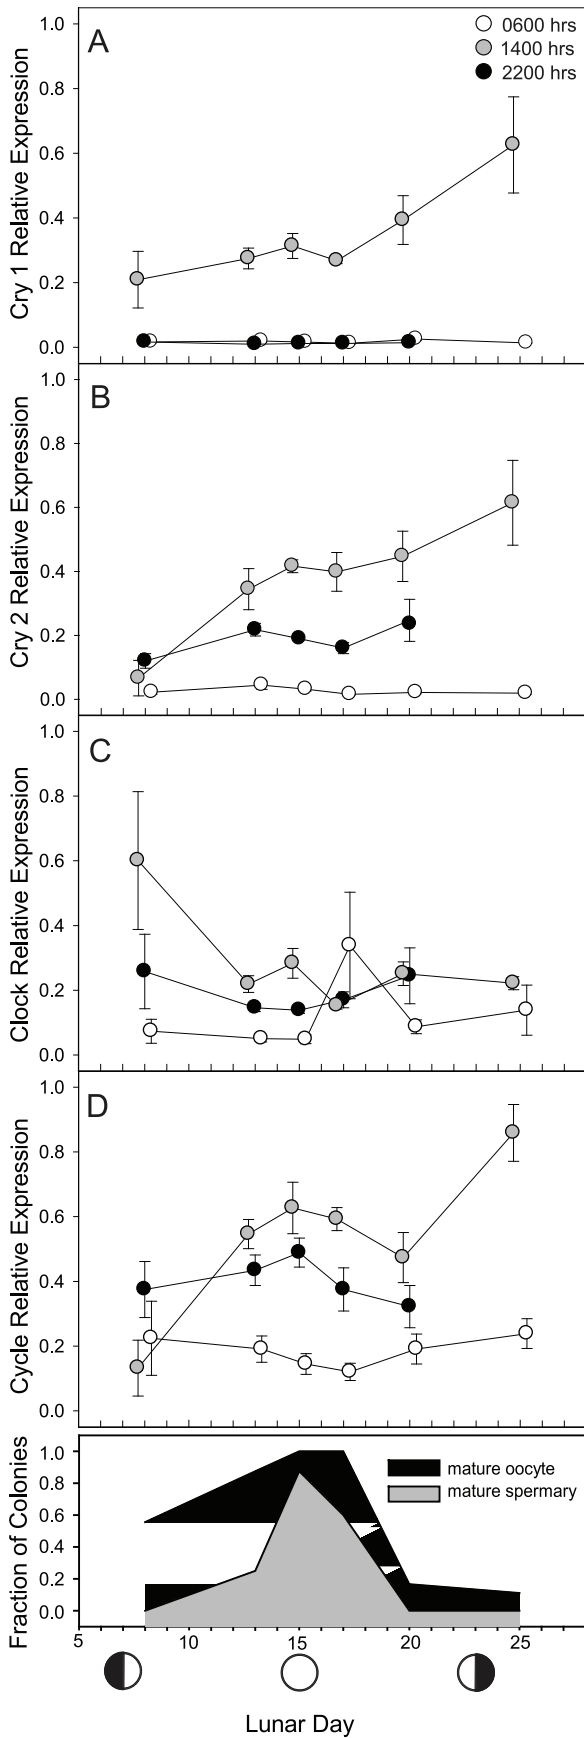 A
0600 hrs
1400 hrs
2200 hrs
1.0
0.8
0.6
0.4
0.2
0.0
Cry 1 Relative Expression
B
1.0
0.8
0.6
0.4
0.2
0.0
Cry 2 Relative Expression
C
1.0
0.8
0.6
0.4
0.2
0.0
Clock Relative Expression
D
1.0
0.8
0.6
0.4
0.2
0.0
Cycle Relative Expression
mature oocyte
mature spermary
1.0
0.8
0.6
0.4
0.2
0.0
Fraction of Colonies
5 10 15 20 25
Lunar Day